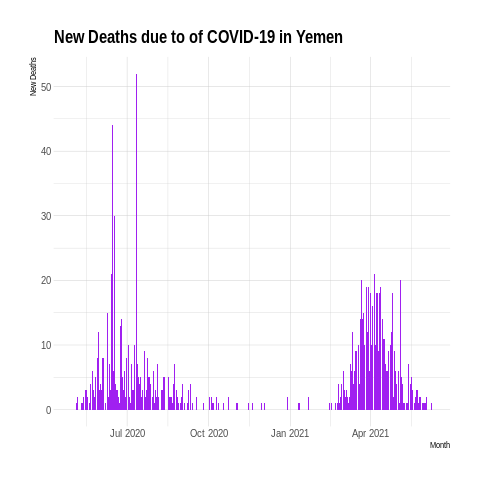 New Deaths due to of COVID-19 in Yemen
New Deaths
50
40
30
20
10
0
Jul 2020 Oct 2020 Jan 2021 Apr 2021
Month